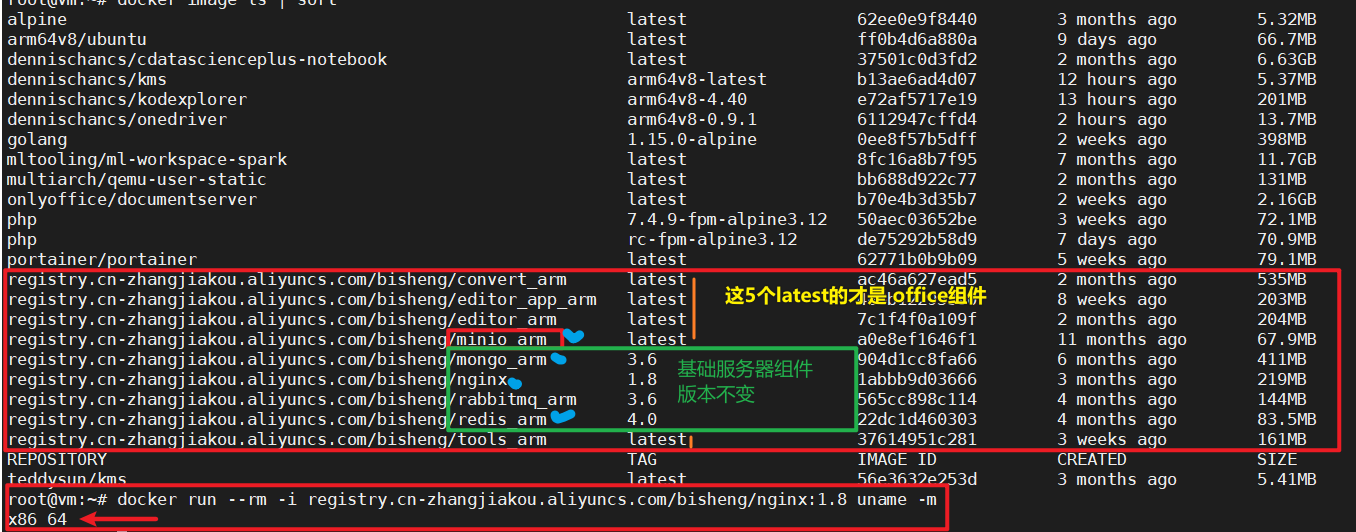 root@vm:~# docker image ls | sort
alpine latest 62ee0e9f8440 3 months ago 5.32MB
arm64v8/ubuntu latest ff0b4d6a880a 9 days ago 66.7MB
dennischancs/cdatascienceplus-notebook latest 37501c0d3fd2 2 months ago 6.63GB
dennischancs/kms arm64v8-latest b13ae6ad4d07 12 hours ago 5.37MB
dennischancs/kodexplorer arm64v8-4.40 e72af5717e19 13 hours ago 201MB
dennischancs/onedriver arm64v8-0.9.1 6112947cffd4 2 hours ago 13.7MB
golang 1.15.0-alpine 0ee8f57b5dff 2 weeks ago 398MB
mltooling/ml-workspace-spark latest 8fc16a8b7f95 7 months ago 11.7GB
multiarch/qemu-user-static latest bb688d922c77 2 months ago 131MB
onlyoffice/documentserver latest b70e4b3d35b7 2 weeks ago 2.16GB
php 7.4.9-fpm-alpine3.12 50aec03652be 3 weeks ago 72.1MB
php rc-fpm-alpine3.12 de75292b58d9 7 days ago 70.9MB
portainer/portainer latest 62771b0b9b09 5 weeks ago 79.1MB
registry.cn-zhangjiakou.aliyuncs.com/bisheng/convert_arm latest ac46a627ead5 2 months ago 535MB
这5个latest的才是office组件
registry.cn-zhangjiakou.aliyuncs.com/bisheng/editor_app_arm latest 8 weeks ago 203MB
registry.cn-zhangjiakou.aliyuncs.com/bisheng/editor_arm latest 7c1f4f0a109f 2 months ago 204MB
registry.cn-zhangjiakou.aliyuncs.com/bisheng/minio_arm latest a0e8ef1646f1 11 months ago 67.9MB
registry.cn-zhangjiakou.aliyuncs.com/bisheng/mongo_arm 3.6 904d1cc8fa66 6 months ago 411MB
基础服务器组件
registry.cn-zhangjiakou.aliyuncs.com/bisheng/nginx 1.8 1abbb9d03666 3 months ago 219MB
版本不变
registry.cn-zhangjiakou.aliyuncs.com/bisheng/rabbitmq_arm 3.6 565cc898c114 4 months ago 144MB
registry.cn-zhangjiakou.aliyuncs.com/bisheng/redis_arm 4.0 22dc1d460303 4 months ago 83.5MB
registry.cn-zhangjiakou.aliyuncs.com/bisheng/tools_arm latest 37614951c281 3 weeks ago 161MB
REPOSITORY TAG IMAGE ID CREATED SIZE
teddysun/kms latest 56e3632e253d 3 months ago 5.41MB
root@vm:~# docker run --rm -i registry.cn-zhangjiakou.aliyuncs.com/bisheng/nginx:1.8 uname -m
x86_64